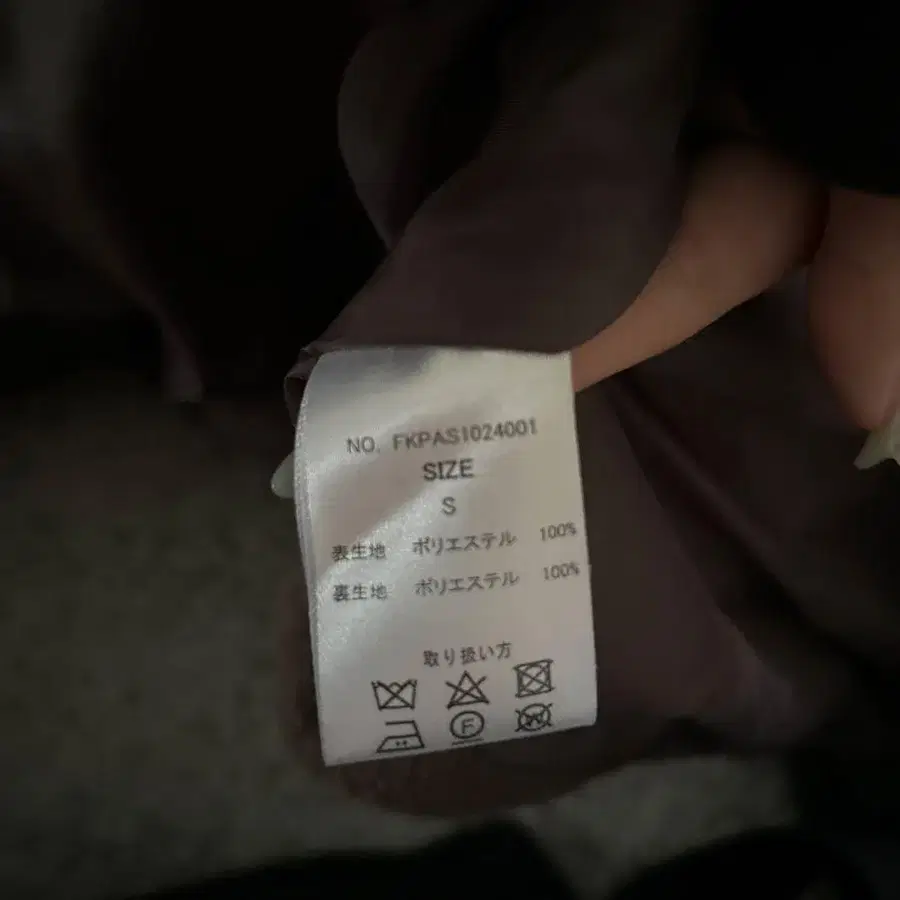 NO. FKPAS1024001
SIZE
S
表生地 ポリエステル 100%
裏生地 ポリエステル 100%
取り扱い方
F W